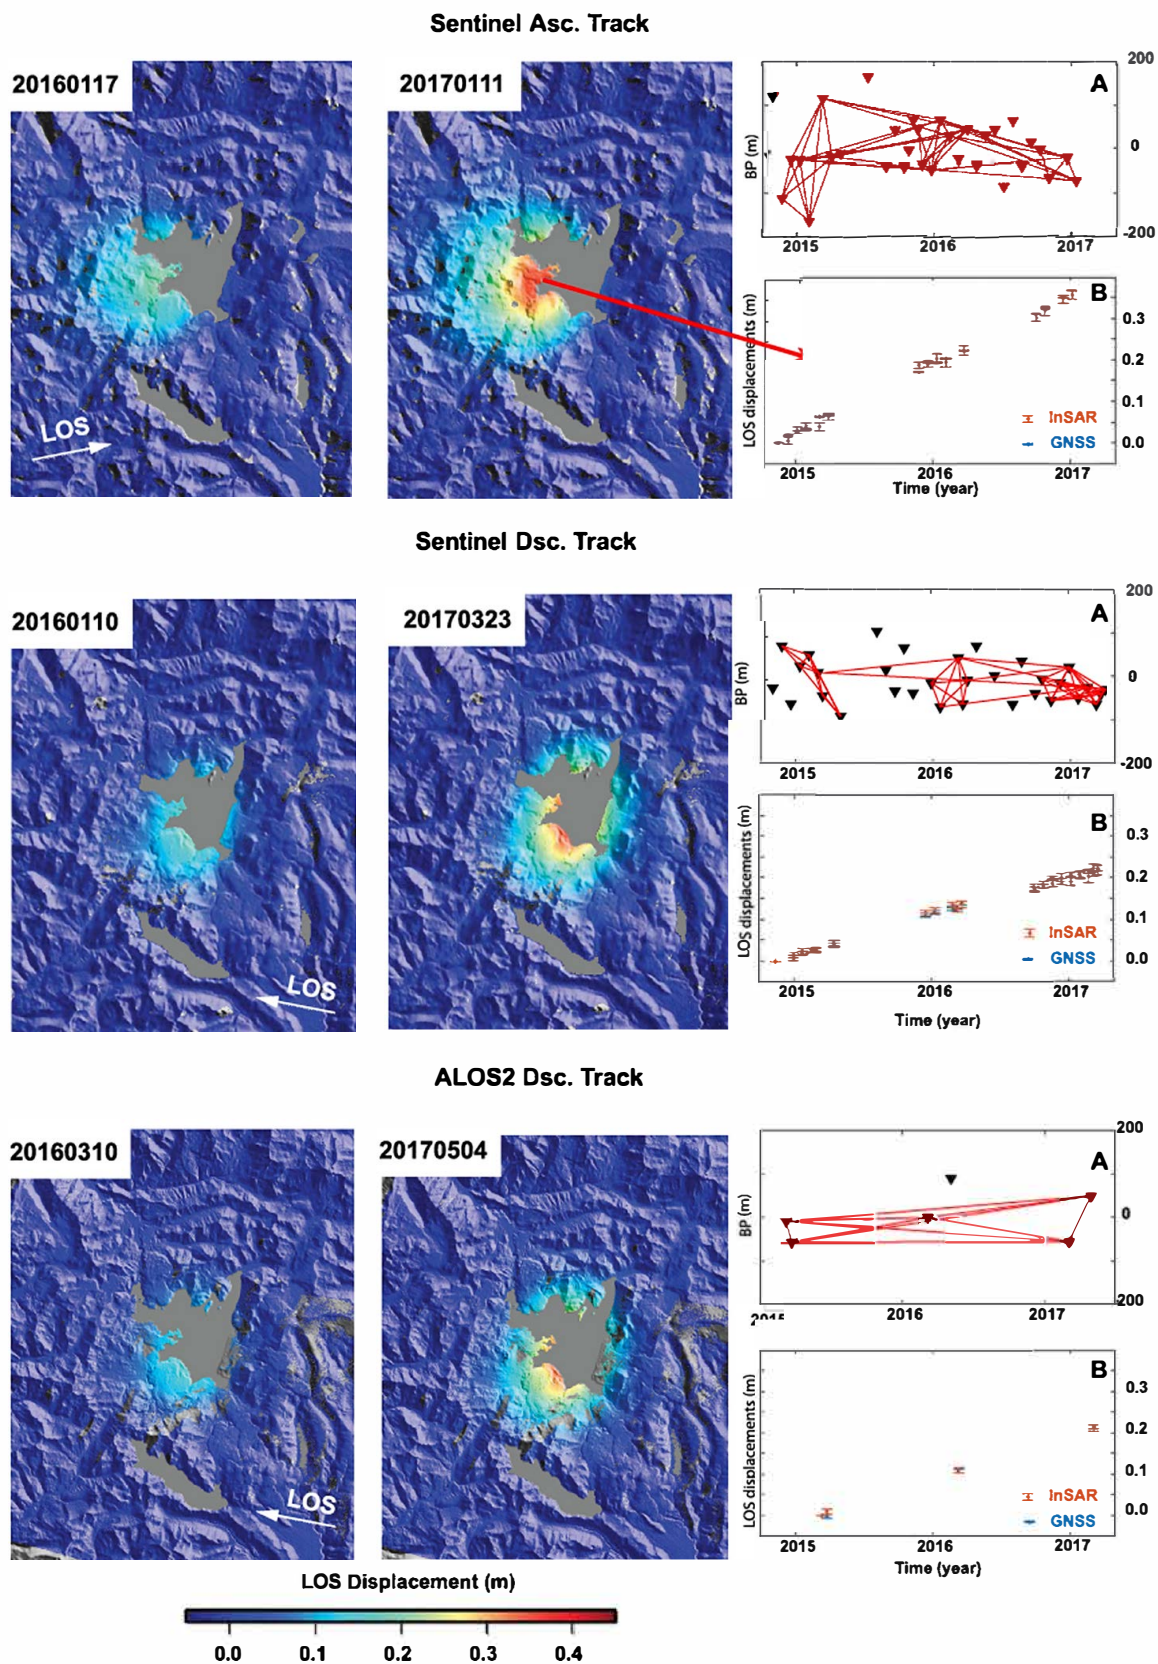 Sentinel Asc. Track
20160117
20170111
LOS
A
BP (m)
200
0
-200
2015 2016 2017
B
LOS displacements (m)
0.3
0.2
0.1
0.0
InSAR
GNSS
2015 2016 2017
Time (year)
Sentinel Dsc. Track
20160110
20170323
LOS
A
BP (m)
200
0
-200
2015 2016 2017
B
LOS displacements (m)
0.3
0.2
0.1
0.0
InSAR
GNSS
2015 2016 2017
Time (year)
ALOS2 Dsc. Track
20160310
20170504
LOS
A
BP (m)
200
0
200
2016 2017
B
LOS displacements (m)
0.3
0.2
0.1
0.0
InSAR
GNSS
2015 2016 2017
Time (year)
LOS Displacement (m)
0.0 0.1 0.2 0.3 0.4